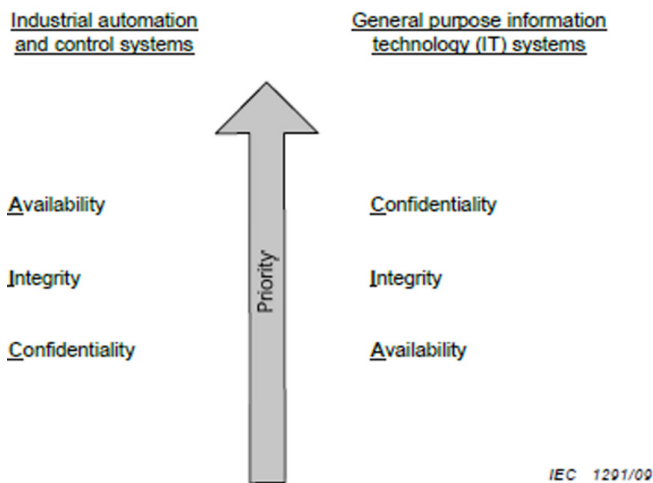 Industrial automation
and control systems
General purpose information
technology (IT) systems
Availability
Confidentiality
Integrity
Priority
Integrity
Confidentiality
Availability
IEC 1291/09